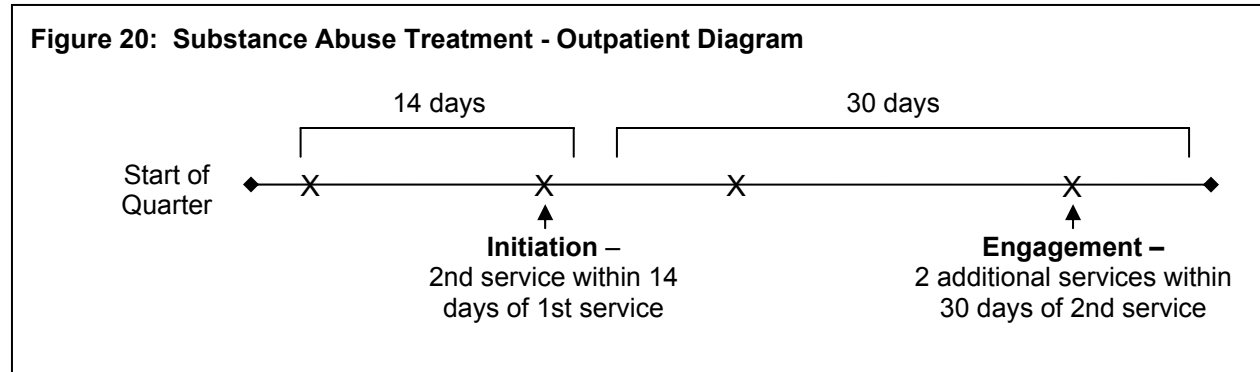 Figure 20: Substance Abuse Treatment - Outpatient Diagram
14 days
30 days
Start of
Quarter
X X X X
Initiation –
2nd service within 14
days of 1st service
Engagement –
2 additional services within
30 days of 2nd service